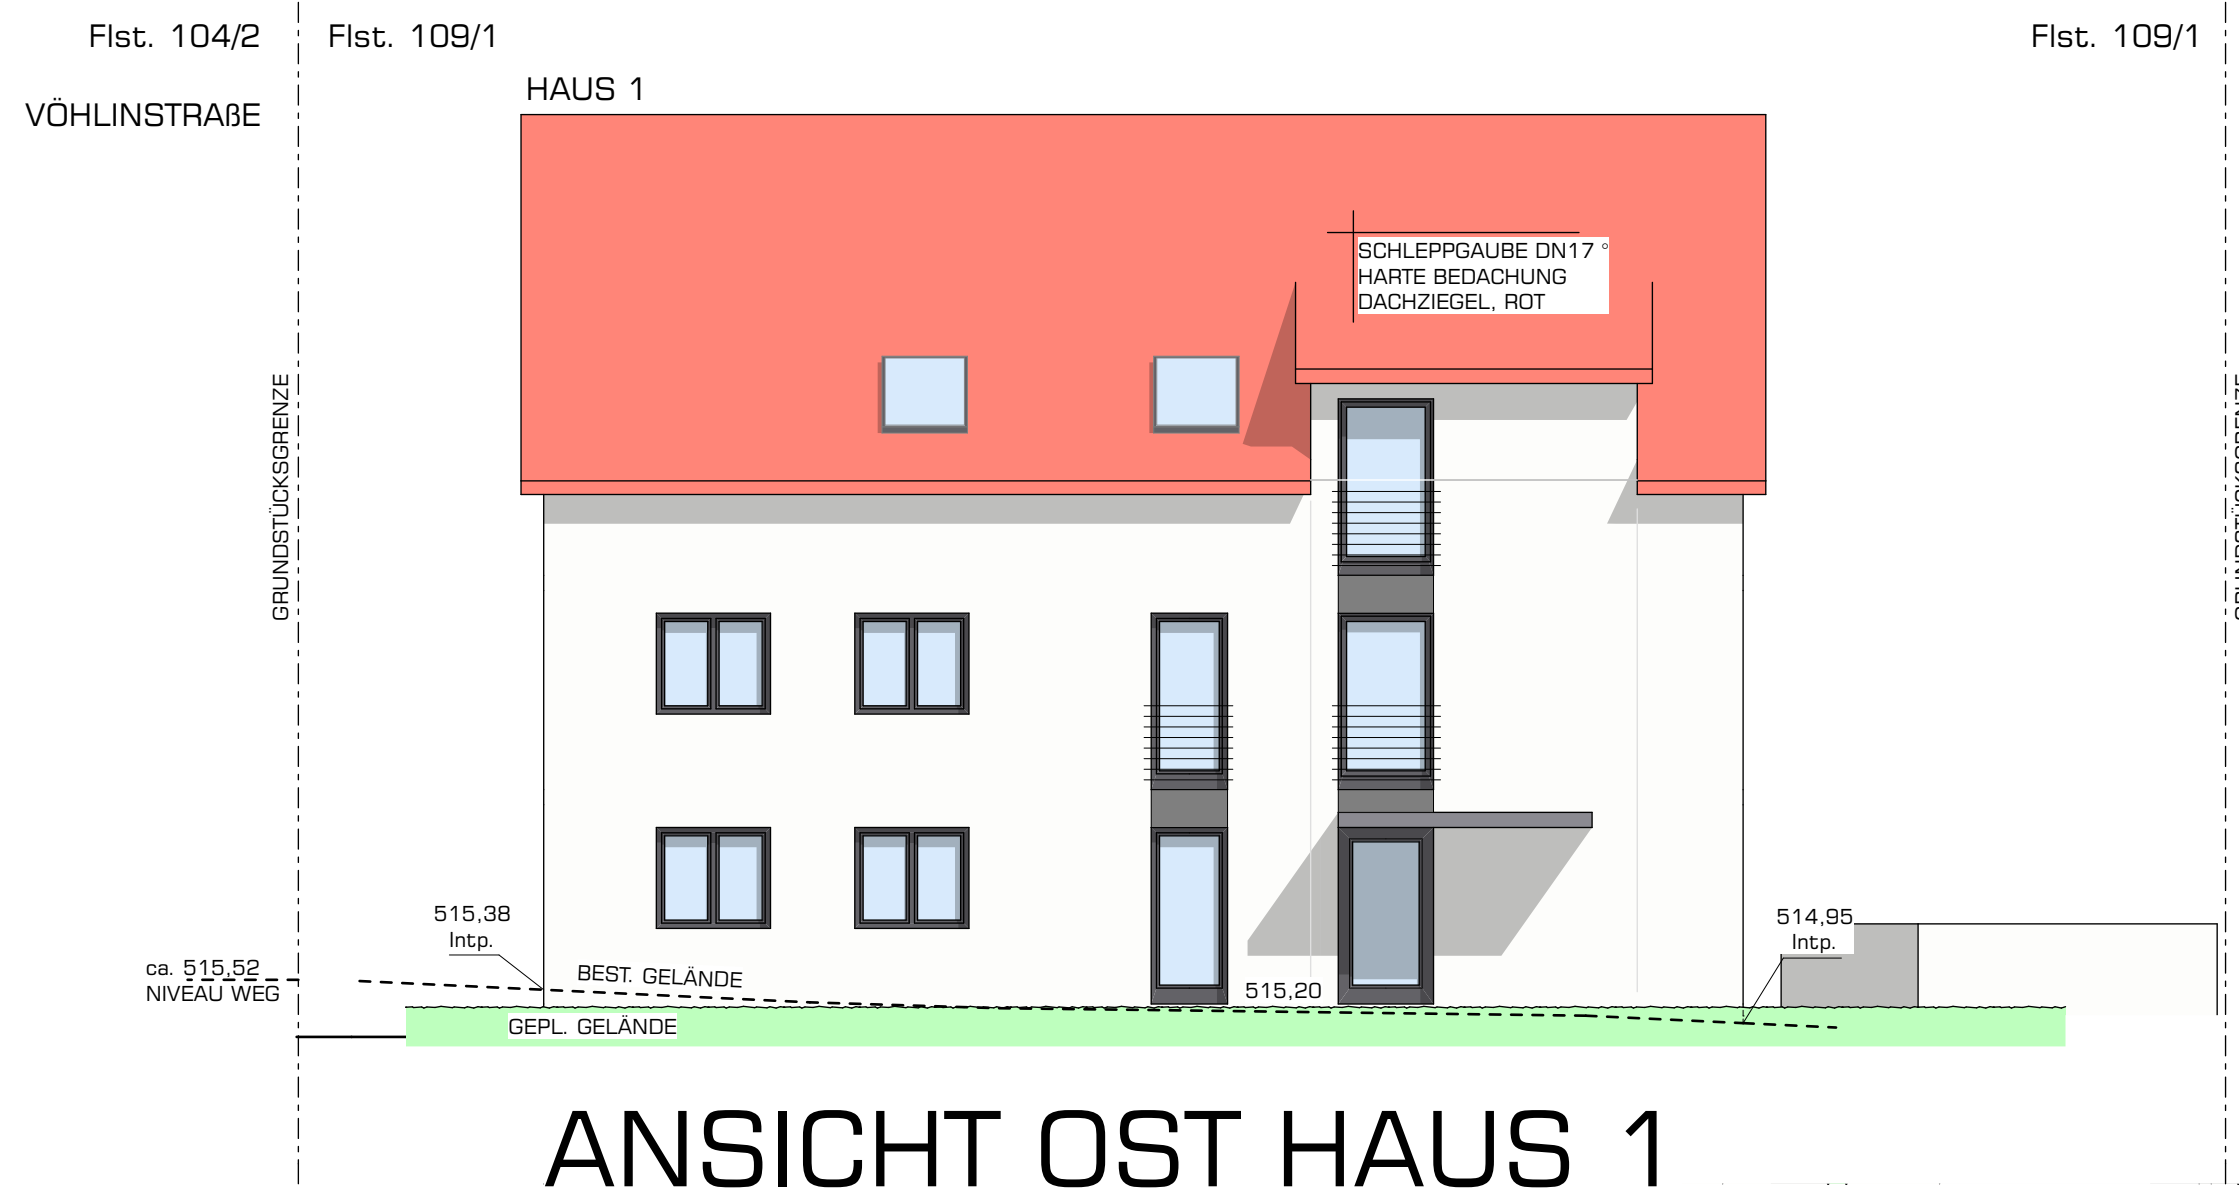 Flst. 104/2
Flst. 109/1
Flst. 109/1
HAUS 1
VÖHLINSTRAßE
SCHLEPPGAUBE DN17 °
HARTE BEDACHUNG
DACHZIEGEL, ROT
GRUNDSTÜCKSGRENZE
GRUNDSTÜCKSGRENZE
515,38
Intp.
514,95
Intp.
ca. 515,52
NIVEAU WEG
BEST. GELÄNDE
515,20
GEPL. GELÄNDE
ANSICHT OST HAUS 1